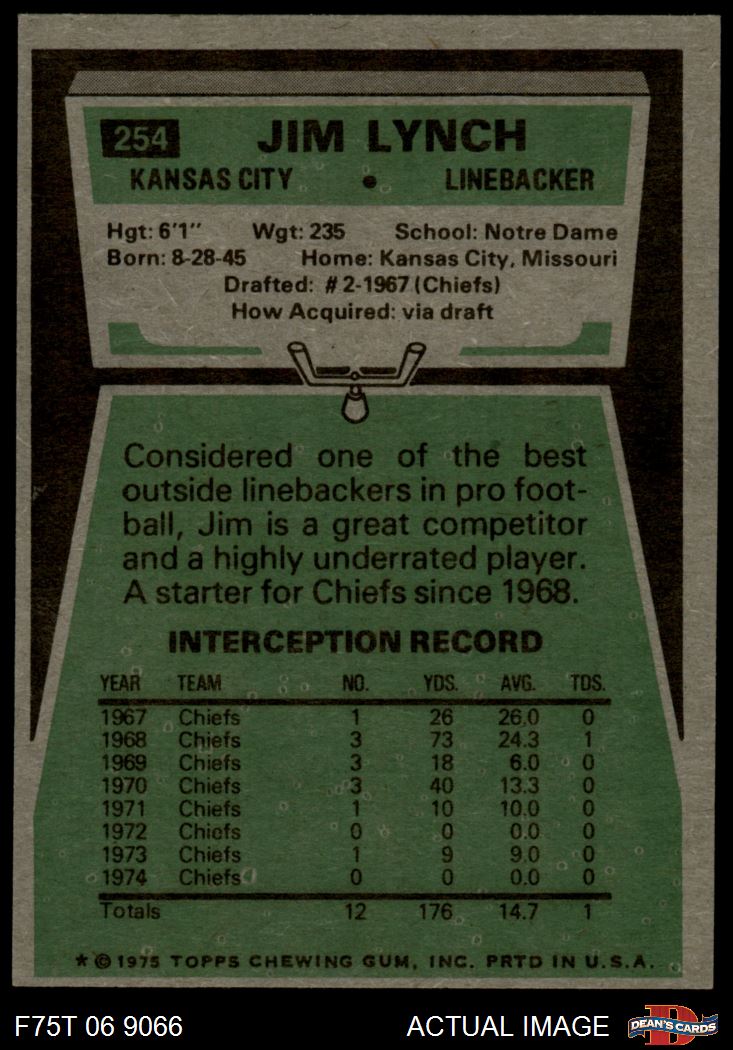 254 JIM LYNCH
KANSAS CITY • LINEBACKER
Hgt: 6'1" Wgt: 235 School: Notre Dame
Born: 8-28-45 Home: Kansas City, Missouri
Drafted: #2-1967 (Chiefs)
How Acquired: via draft
Considered one of the best
outside linebackers in pro foot-
ball, Jim is a great competitor
and a highly underrated player.
A starter for Chiefs since 1968.
INTERCEPTION RECORD
YEAR TEAM NO. YDS. AVG. TDS.
1967 Chiefs 1 26 26.0 0
1968 Chiefs 3 73 24.3 1
1969 Chiefs 3 18 6.0 0
1970 Chiefs 3 40 13.3 0
1971 Chiefs 1 10 10.0 0
1972 Chiefs 0 0 0.0 0
1973 Chiefs 1 9 9.0 0
1974 Chiefs 0 0 0.0 0
Totals 12 176 14.7 1
*©1975 TOPPS CHEWING GUM, INC. PRTD IN U.S.A.
F75T 06 9066 ACTUAL IMAGE D DEAN'S CARDS